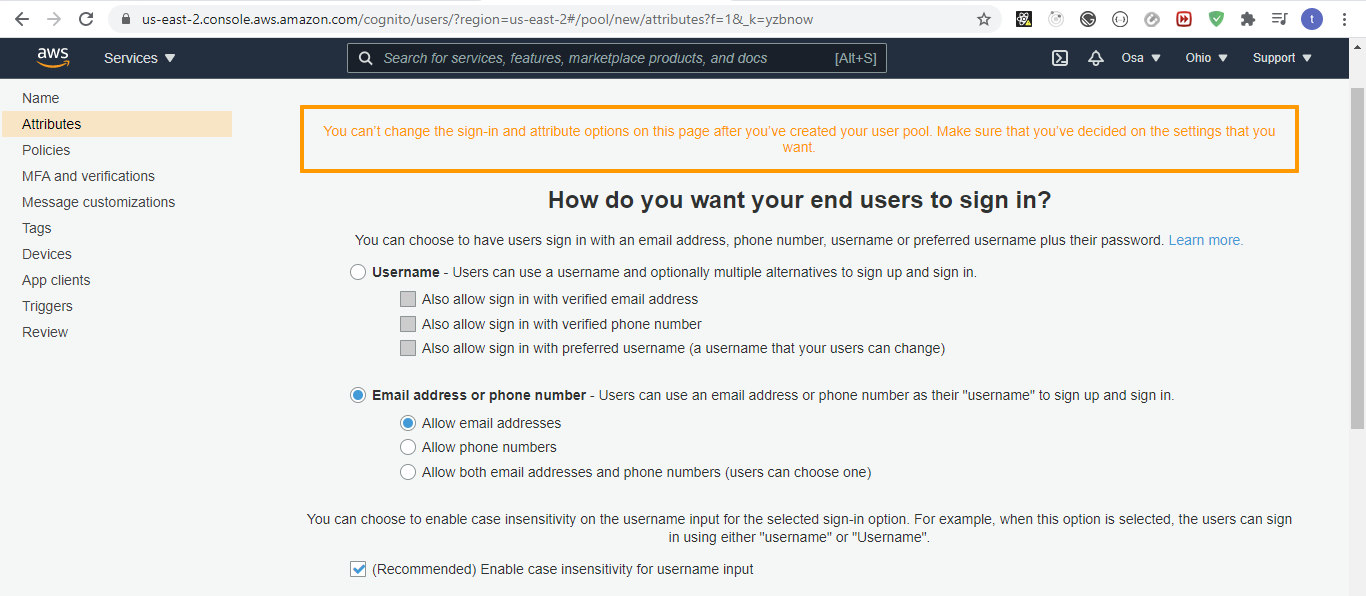 us-east-2.console.aws.amazon.com/cognito/users/?region=us-east-2#/pool/new/attributes?f=1&_k=yzbnow
t
aws
Services
Search for services, features, marketplace products, and docs
[Alt+S]
Osa
Ohio
Support
Name
Attributes
Policies
MFA and verifications
Message customizations
Tags
Devices
App clients
Triggers
Review
You can't change the sign-in and attribute options on this page after you've created your user pool. Make sure that you've decided on the settings that you
want.
How do you want your end users to sign in?
You can choose to have users sign in with an email address, phone number, username or preferred username plus their password. Learn more.
Username - Users can use a username and optionally multiple alternatives to sign up and sign in.
Also allow sign in with verified email address
Also allow sign in with verified phone number
Also allow sign in with preferred username (a username that your users can change)
Email address or phone number - Users can use an email address or phone number as their "username" to sign up and sign in.
Allow email addresses
Allow phone numbers
Allow both email addresses and phone numbers (users can choose one)
You can choose to enable case insensitivity on the username input for the selected sign-in option. For example, when this option is selected, the users can sign
in using either "username" or "Username".
(Recommended) Enable case insensitivity for username input